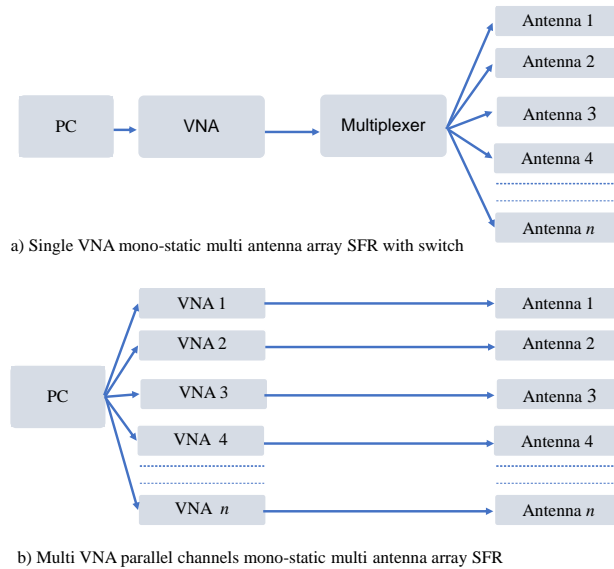 Antenna 1
Antenna 2
PC
VNA
Multiplexer
Antenna 3
Antenna 4
Antenna n
a) Single VNA mono-static multi antenna array SFR with switch
VNA 1
Antenna 1
VNA 2
Antenna 2
PC
VNA 3
Antenna 3
VNA 4
Antenna 4
VNA n
Antenna n
b) Multi VNA parallel channels mono-static multi antenna array SFR